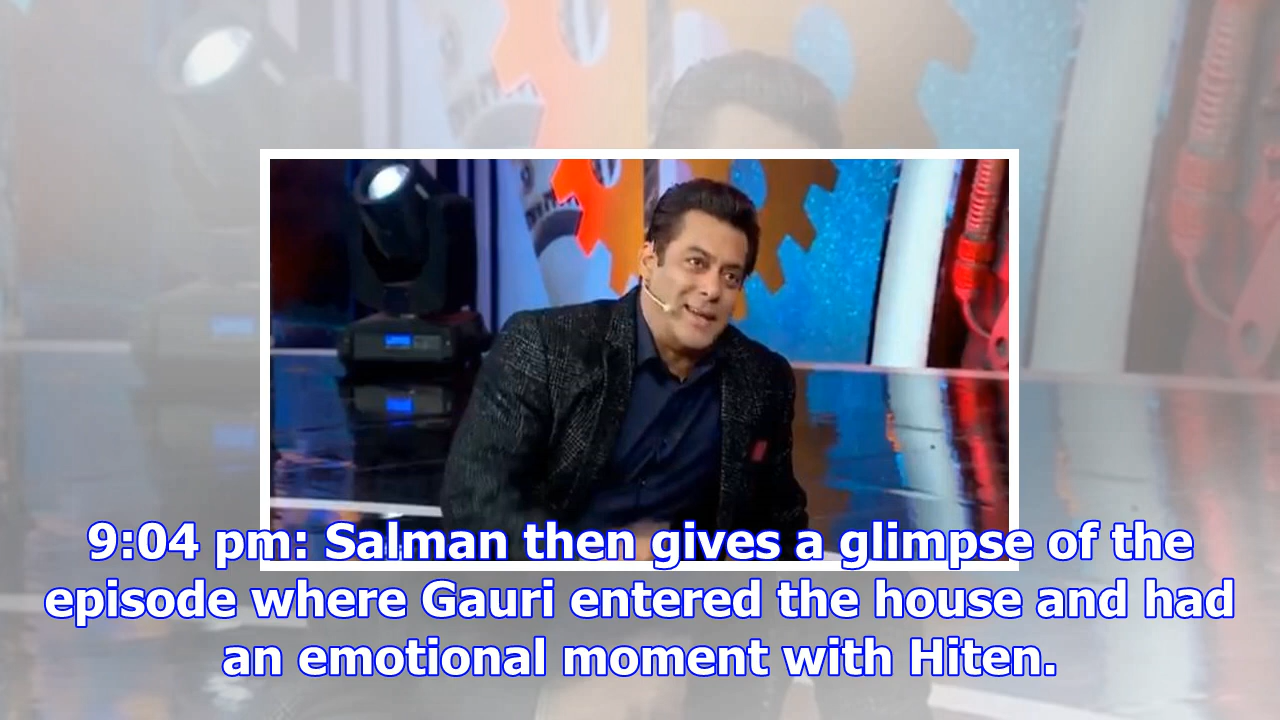 9:04 pm: Salman then gives a glimpse of the
episode where Gauri entered the house and had
an emotional moment with Hiten.